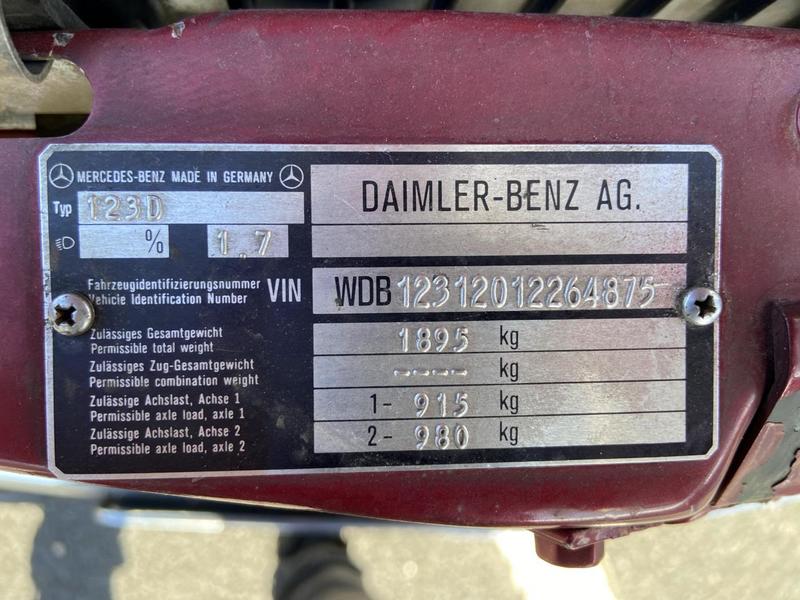 MERCEDES-BENZ MADE IN GERMANY
DAIMLER-BENZ AG.
Typ 123D
% 1,7
Fahrzeugidentifizierungsnummer
Vehicle Identification Number
VIN WDB 12312012264875
Zulässiges Gesamtgewicht
Permissible total weight
1895 kg
Zulässiges Zug-Gesamtgewicht
Permissible combination weight
---- kg
Zulässige Achslast, Achse 1
Permissible axle load, axle 1
1- 915 kg
Zulässige Achslast, Achse 2
Permissible axle load, axle 2
2- 980 kg